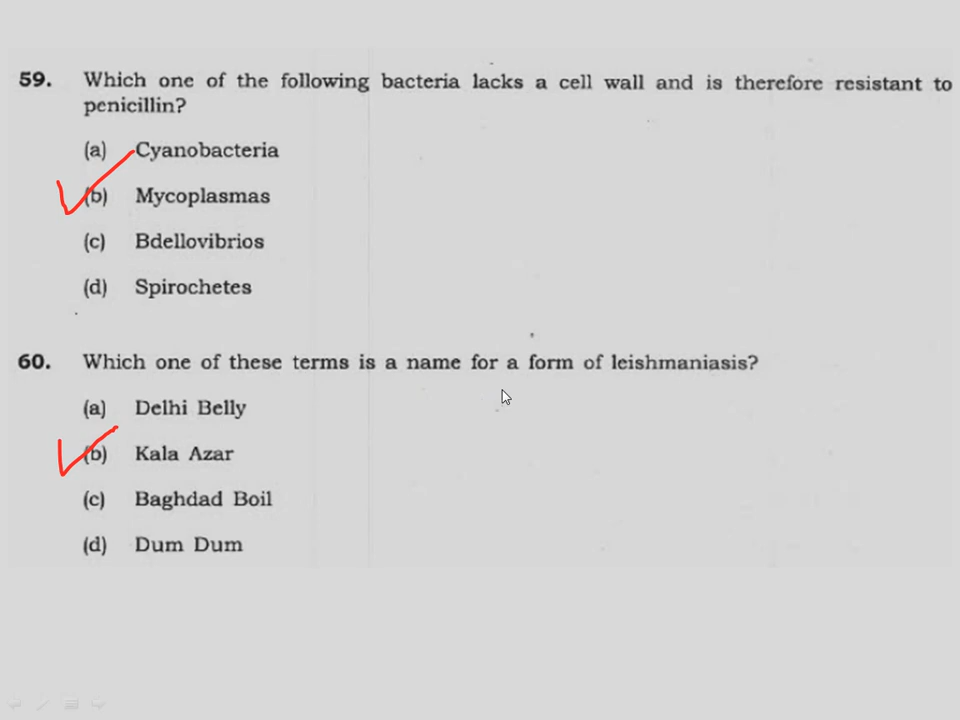 59. Which one of the following bacteria lacks a cell wall and is therefore resistant to
penicillin?
(a) Cyanobacteria
(b) Mycoplasmas
(c) Bdellovibrios
(d) Spirochetes
60. Which one of these terms is a name for a form of leishmaniasis?
(a) Delhi Belly
(b) Kala Azar
(c) Baghdad Boil
(d) Dum Dum